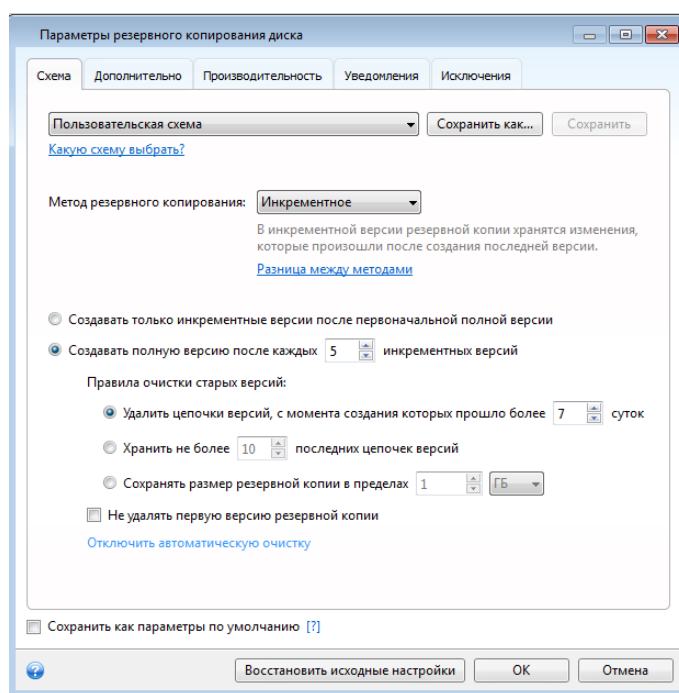 Параметры резервного копирования диска
Схема Дополнительно Производительность Уведомления Исключения
Пользовательская схема Сохранить как... Сохранить
Какую схему выбрать?
Метод резервного копирования: Инкрементное
В инкрементной версии резервной копии хранятся изменения,
которые произошли после создания последней версии.
Разница между методами
Создавать только инкрементные версии после первоначальной полной версии
Создавать полную версию после каждых 5 инкрементных версий
Правила очистки старых версий:
Удалить цепочки версий, с момента создания которых прошло более 7 суток
Хранить не более 10 последних цепочек версий
Сохранять размер резервной копии в пределах 1 ГБ
Не удалять первую версию резервной копии
Отключить автоматическую очистку
Сохранить как параметры по умолчанию [?]
? Восстановить исходные настройки ОК Отмена